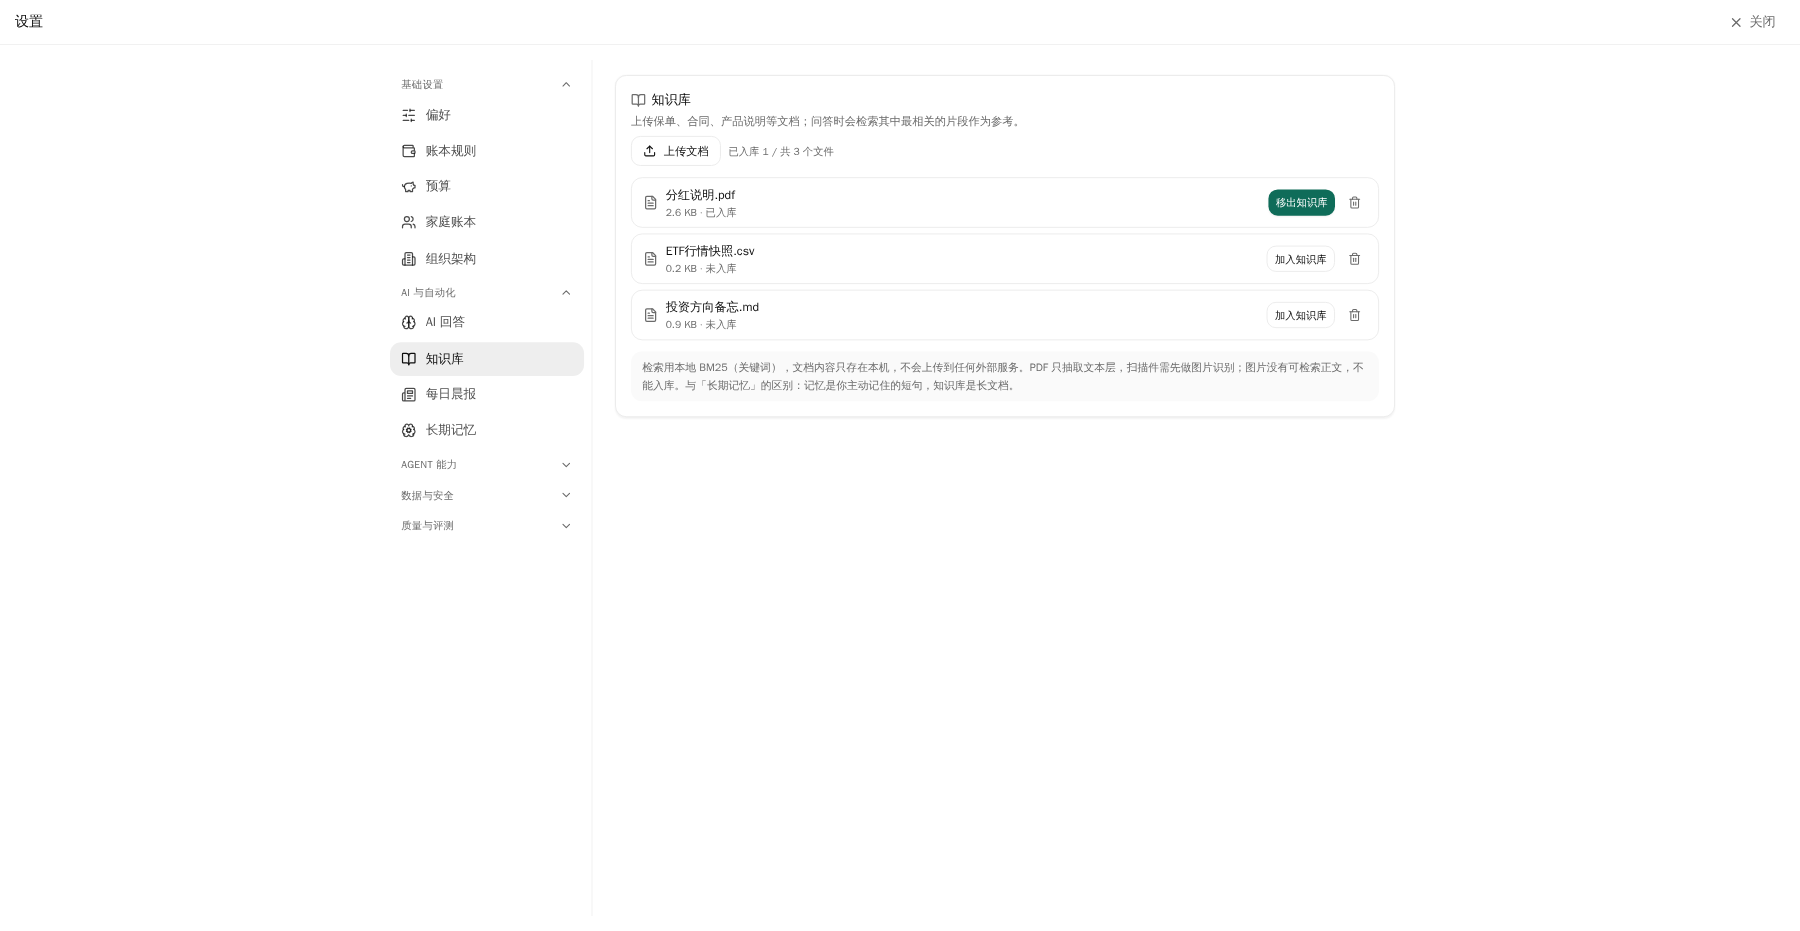 设置
关闭
基础设置
偏好
账本规则
预算
家庭账本
组织架构
AI 与自动化
AI 回答
知识库
每日晨报
长期记忆
AGENT 能力
数据与安全
质量与评测
知识库
上传保单、合同、产品说明等文档；问答时会检索其中最相关的片段作为参考。
上传文档
已入库 1 / 共 3 个文件
分红说明.pdf
2.6 KB · 已入库
移出知识库
ETF行情快照.csv
0.2 KB · 未入库
加入知识库
投资方向备忘.md
0.9 KB · 未入库
加入知识库
检索用本地 BM25（关键词），文档内容只存在本机，不会上传到任何外部服务。PDF 只抽取文本层，扫描件需先做图片识别；图片没有可检索正文，不
能入库。与「长期记忆」的区别：记忆是你主动记住的短句，知识库是长文档。